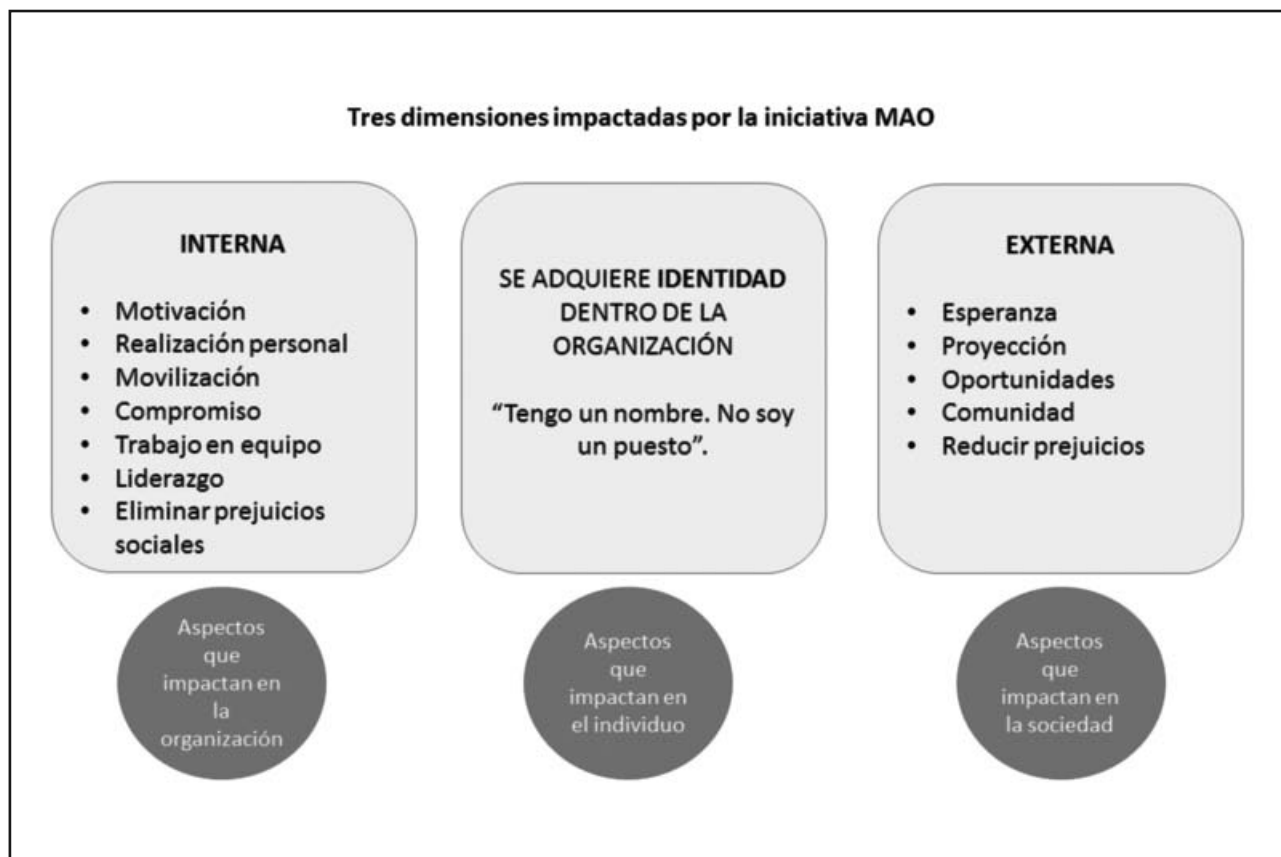 Tres dimensiones impactadas por la iniciativa MAO
INTERNA
• Motivación
• Realización personal
• Movilización
• Compromiso
• Trabajo en equipo
• Liderazgo
• Eliminar prejuicios
sociales
Aspectos
que
impactan en
la
organización
SE ADQUIERE IDENTIDAD
DENTRO DE LA
ORGANIZACIÓN
“Tengo un nombre. No soy
un puesto”.
Aspectos
que
impactan en
el individuo
EXTERNA
• Esperanza
• Proyección
• Oportunidades
• Comunidad
• Reducir prejuicios
Aspectos
que
impactan en
la sociedad